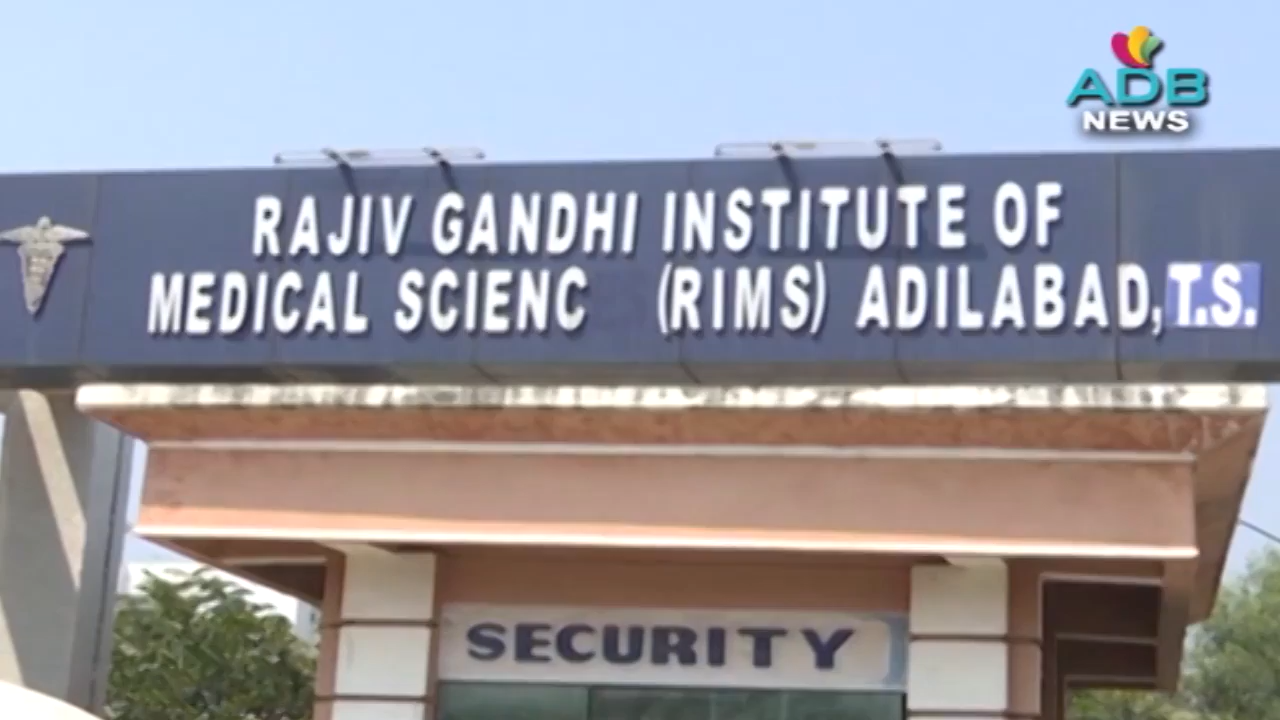 ADB
NEWS
RAJIV GANDHI INSTITUTE OF
MEDICAL SCIENC (RIMS) ADILABAD, T.S.
SECURITY